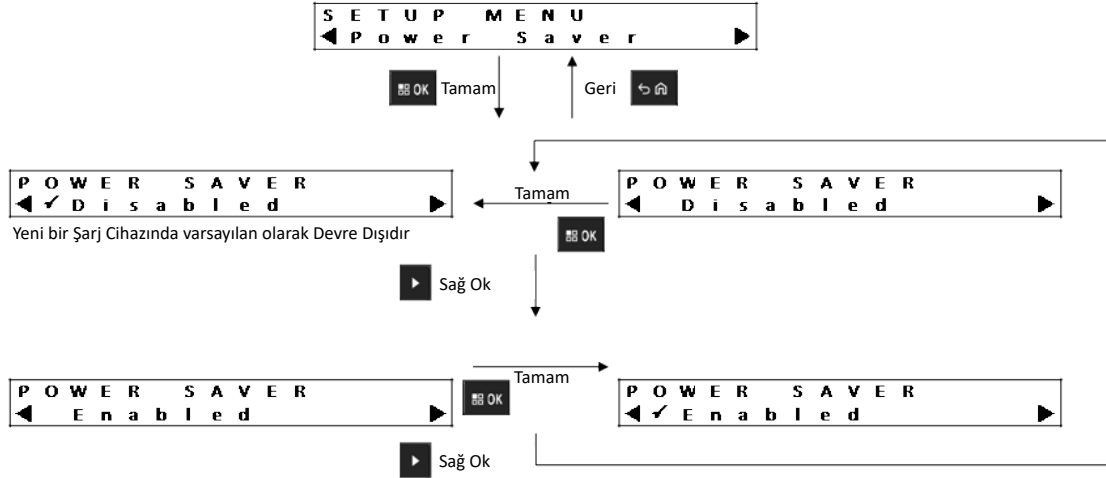 SETUP MENU
◀Power Saver ▶
OK Tamam
Geri
POWER SAVER
◀✓Disabled ▶
Tamam
POWER SAVER
◀ Disabled ▶
Yeni bir Şarj Cihazında varsayılan olarak Devre Dışıdır
OK
Sağ Ok
POWER SAVER
◀ Enabled ▶
Tamam
OK
POWER SAVER
◀✓Enabled ▶
Sağ Ok